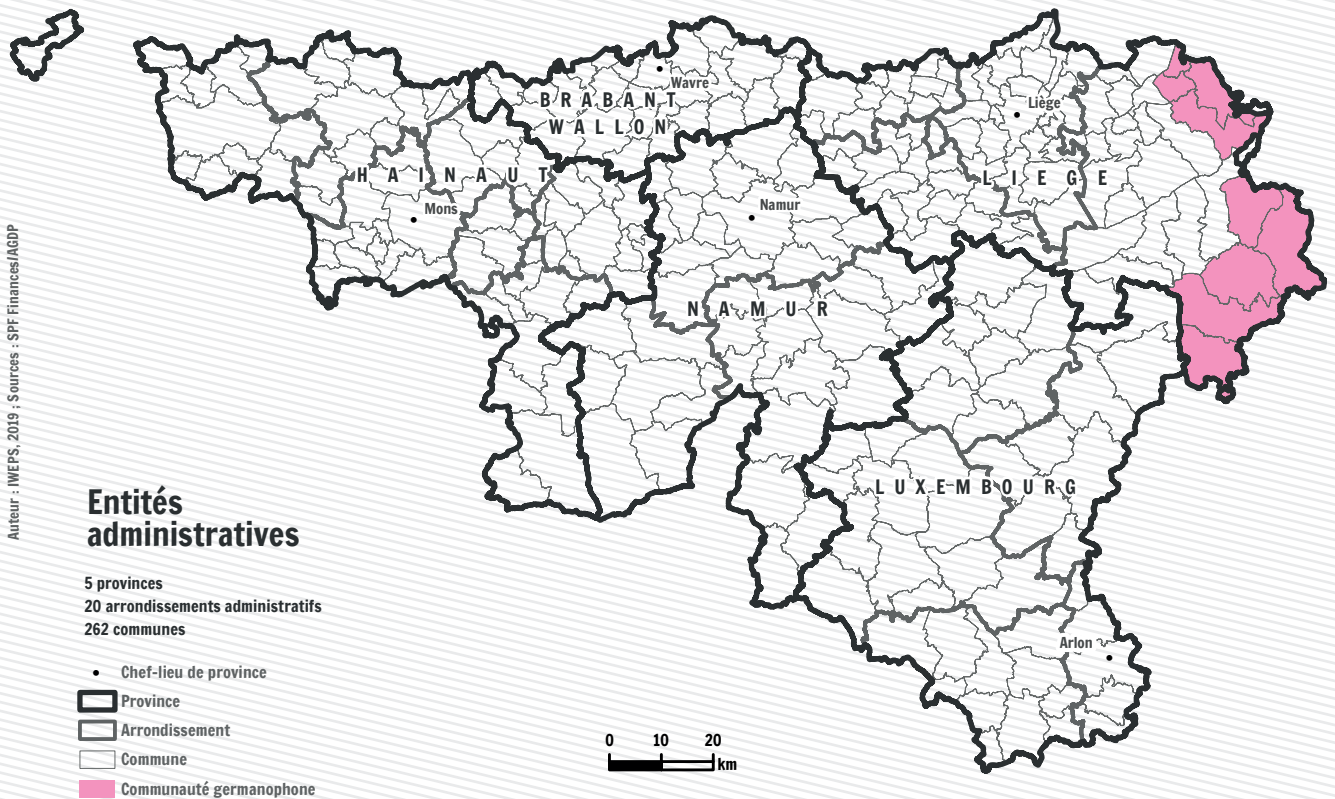 Wavre
BRABANT
WALLON
Liège
HAINAUT
LIEGE
Mons
Namur
NAMUR
LUXEMBOURG
Arlon
Auteur : IWEPS, 2019 ; Sources : SPF Finances/AGDP
Entités
administratives
5 provinces
20 arrondissements administratifs
262 communes
Chef-lieu de province
Province
Arrondissement
Commune
Communauté germanophone
0 10 20
km